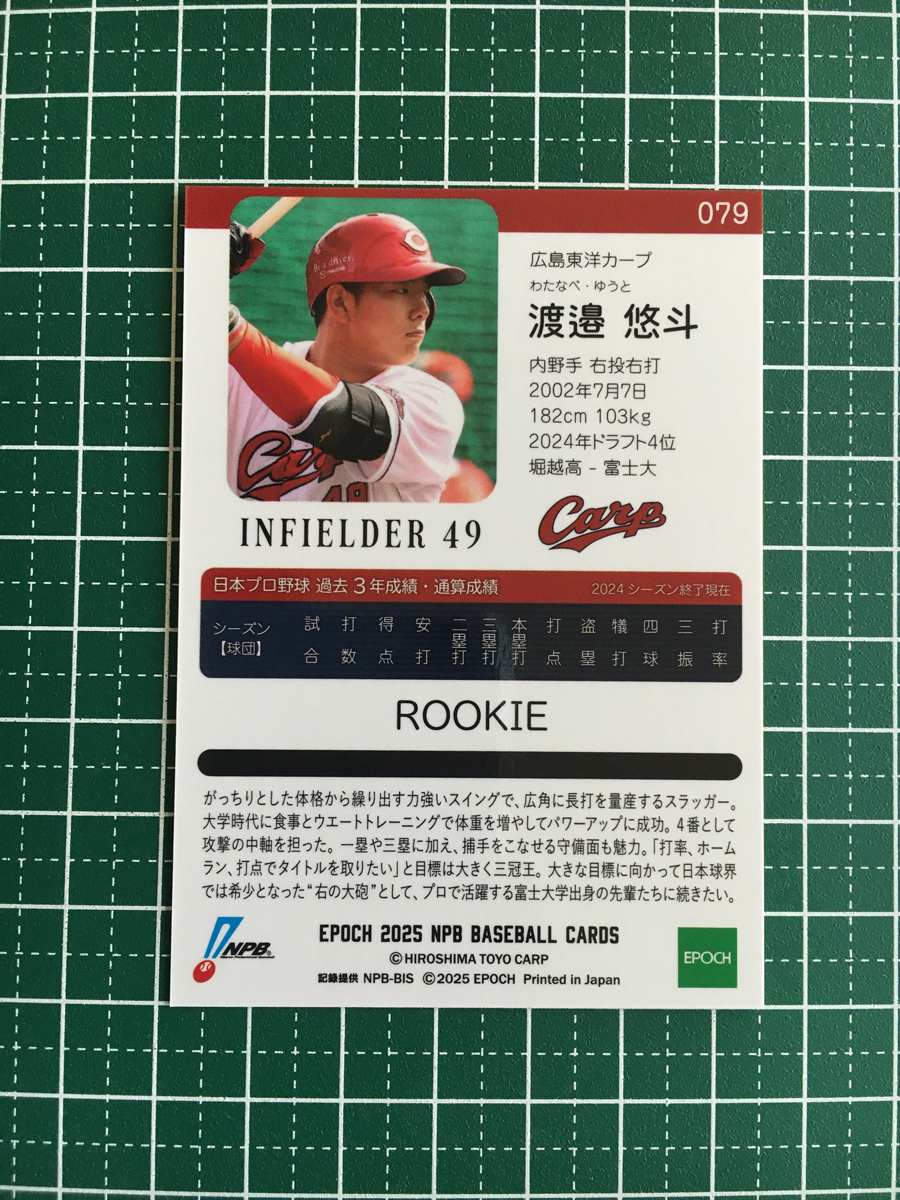 079
Be a driver.
mazda
広島東洋カープ
わたなべ・ゆうと
渡邉 悠斗
内野手 右投右打
2002年7月7日
182cm 103kg
2024年ドラフト4位
堀越高 - 富士大
Carp
49
INFIELDER 49
Carp
日本プロ野球 過去3年成績・通算成績
2024 シーズン終了現在
シーズン【球団】 試合 打数 得点 安打 二塁打 三塁打 本塁打 打点 盗塁 犠打 四球 三振 打率
ROOKIE
がっちりとした体格から繰り出す力強いスイングで、広角に長打を量産するスラッガー。
大学時代に食事とウエートトレーニングで体重を増やしてパワーアップに成功。4番として
攻撃の中軸を担った。一塁や三塁に加え、捕手をこなせる守備面も魅力。「打率、ホーム
ラン、打点でタイトルを取りたい」と目標は大きく三冠王。大きな目標に向かって日本球界
では希少となった“右の大砲”として、プロで活躍する富士大学出身の先輩たちに続きたい。
NPB
Nippon Professional Baseball
EPOCH 2025 NPB BASEBALL CARDS
©HIROSHIMA TOYO CARP
記録提供 NPB-BIS ©2025 EPOCH Printed in Japan
EPOCH